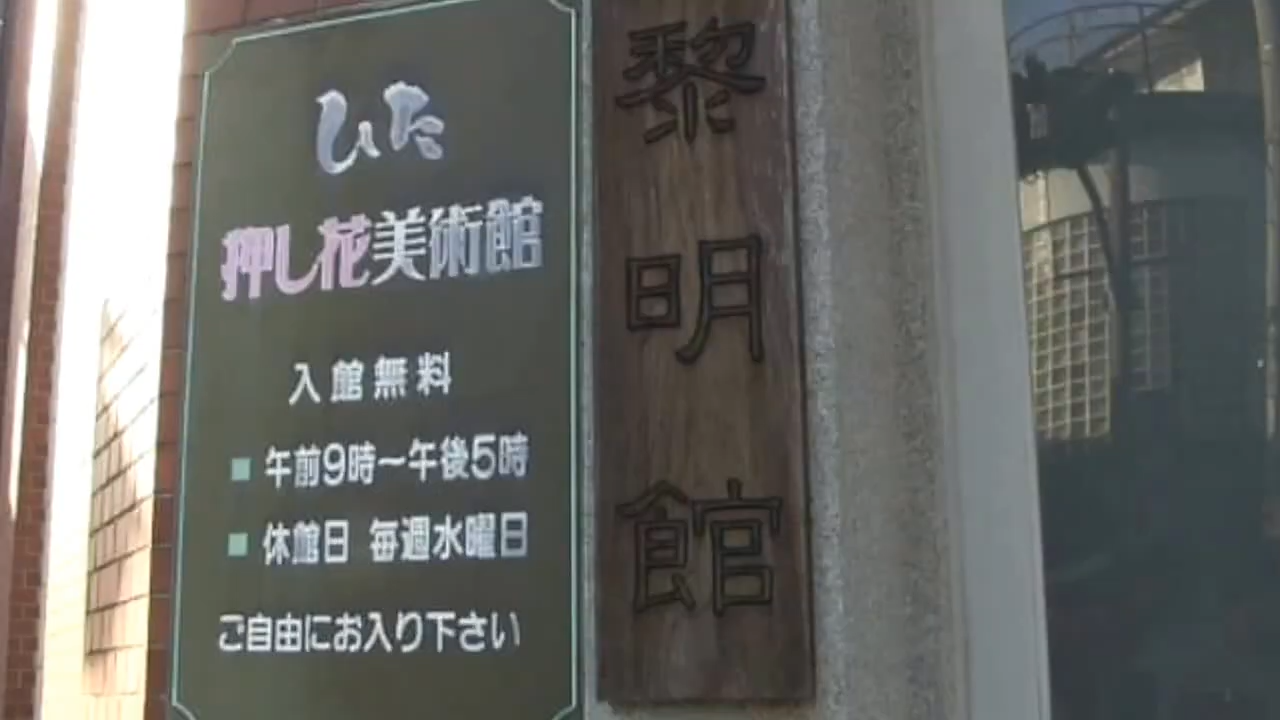 ひた
押し花美術館
入館無料
■ 午前9時〜午後5時
■ 休館日 毎週水曜日
ご自由にお入り下さい
黎明館